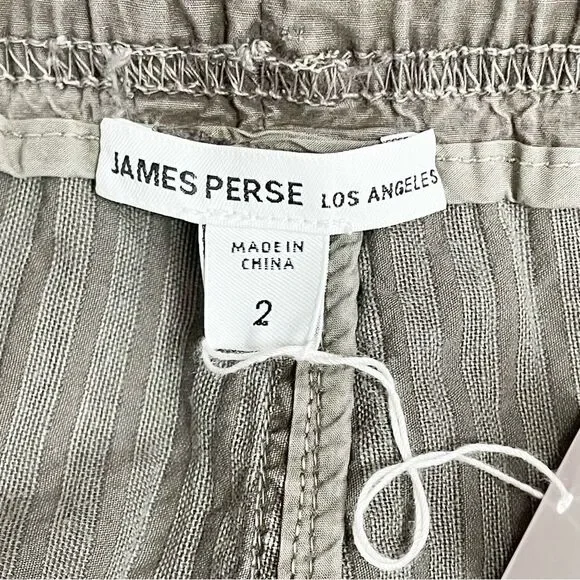 JAMES PERSE LOS ANGELES
MADE IN
CHINA
2